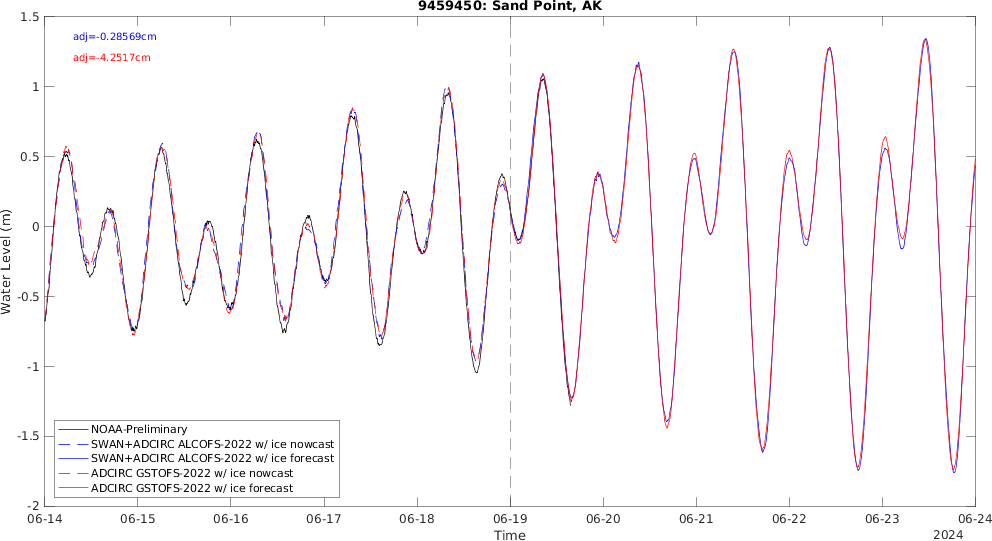 9459450: Sand Point, AK
adj=-0.28569cm
adj=-4.2517cm
1.5
1
0.5
0
-0.5
-1
-1.5
-2
Water Level (m)
NOAA-Preliminary
SWAN+ADCIRC ALCOFS-2022 w/ ice nowcast
SWAN+ADCIRC ALCOFS-2022 w/ ice forecast
ADCIRC GSTOFS-2022 w/ ice nowcast
ADCIRC GSTOFS-2022 w/ ice forecast
06-14 06-15 06-16 06-17 06-18 06-19 06-20 06-21 06-22 06-23 06-24
Time
2024